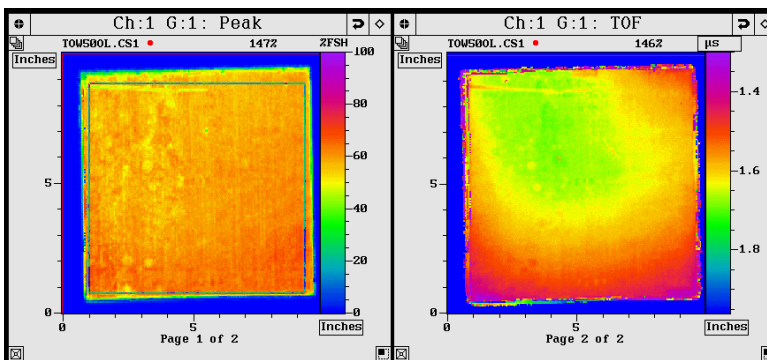 Ch:1 G:1: Peak
TOW500L.CS1 147% %FSH
Inches
100
80
60
40
20
0
5
0
0 5
Inches
Page 1 of 2
Ch:1 G:1: TOF
TOW500L.CS1 146% µs
Inches
1.4
1.6
1.8
5
0
0 5
Inches
Page 2 of 2